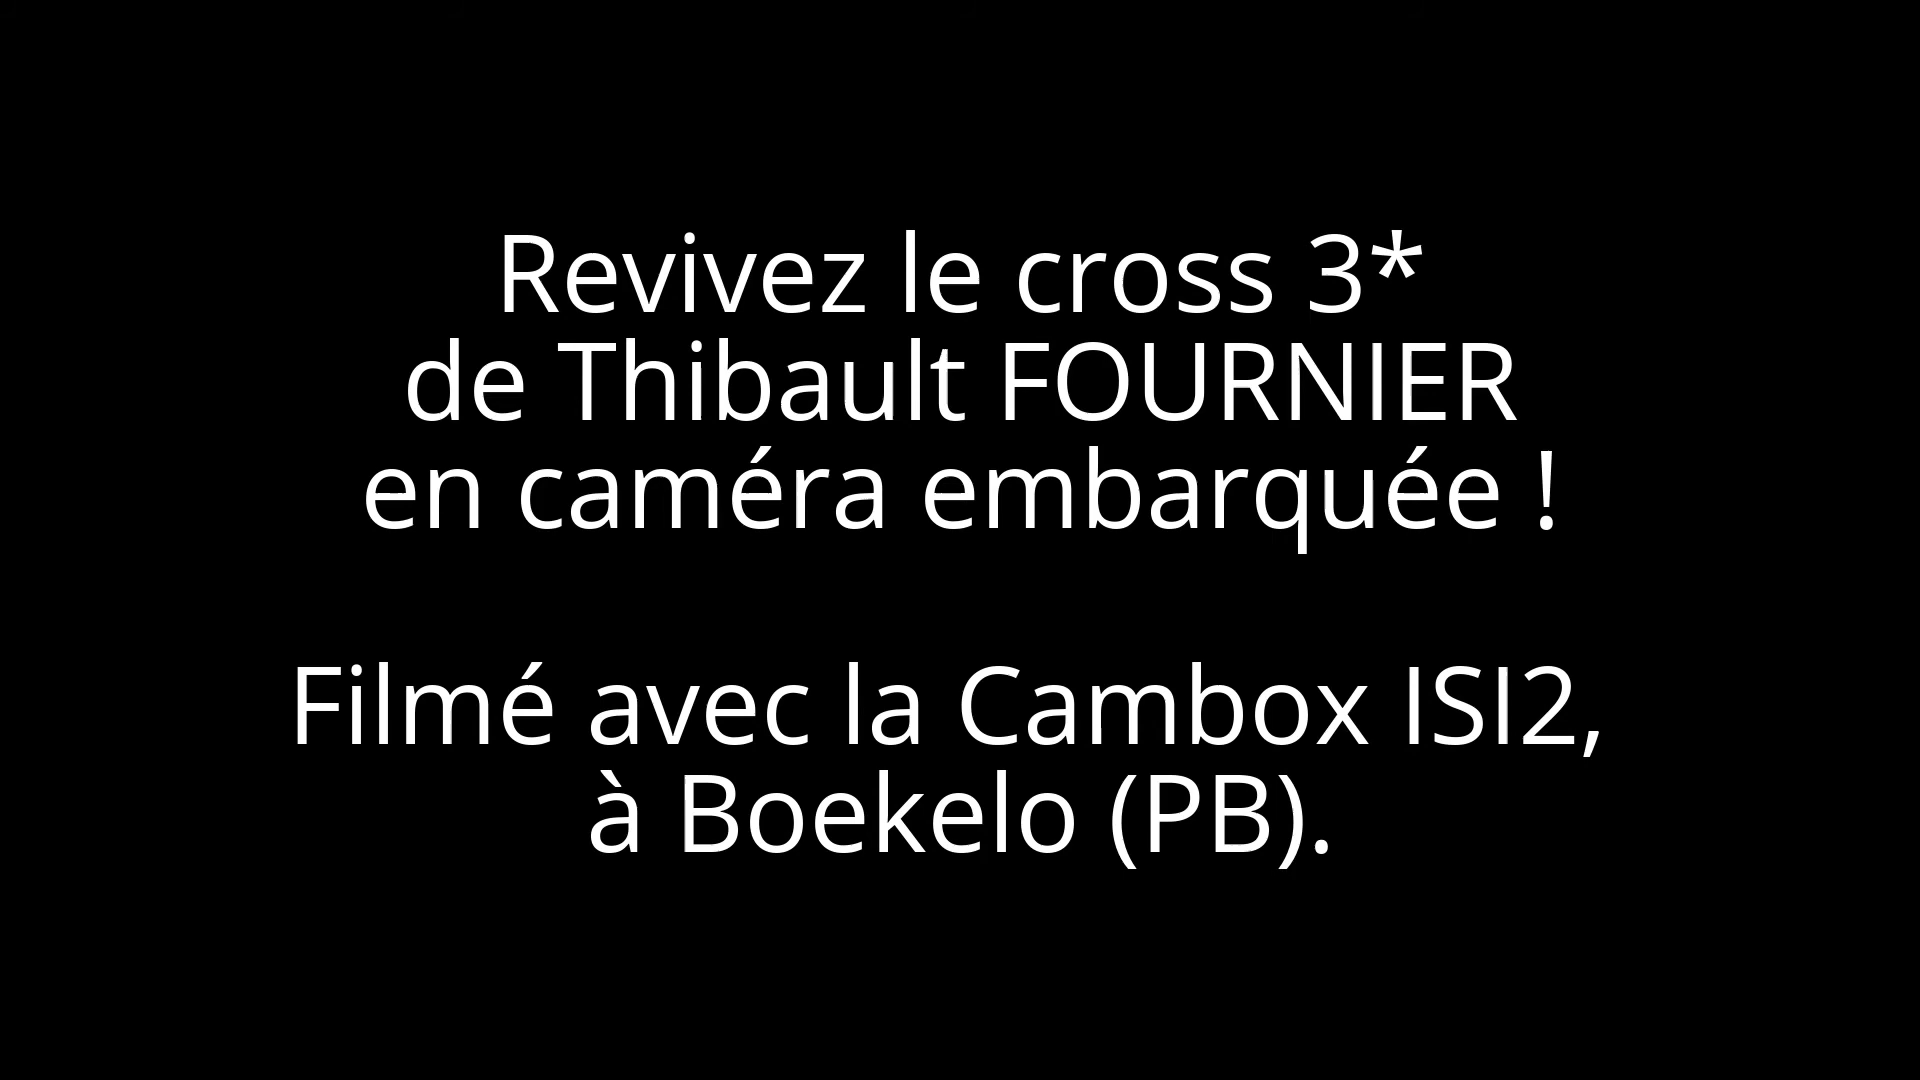 Revivez le cross 3*
de Thibault FOURNIER
en caméra embarquée !
Filmé avec la Cambox ISI2,
à Boekelo (PB).